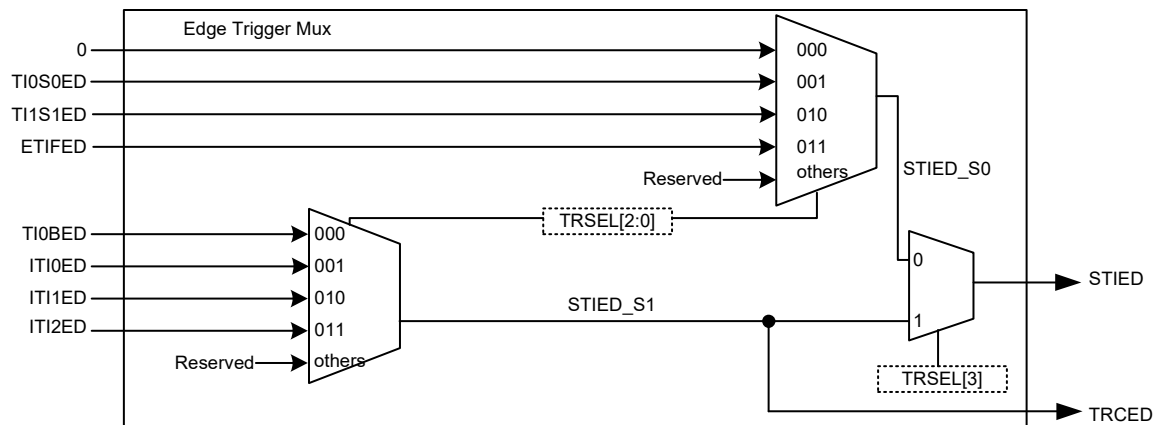 Edge Trigger Mux
0
000
TI0S0ED
001
TI1S1ED
010
ETIFED
011
Reserved
others
STIED_S0
TRSEL[2:0]
TI0BED
000
ITI0ED
001
0
STIED
ITI1ED
010
STIED_S1
ITI2ED
011
1
Reserved
others
TRSEL[3]
TRCED